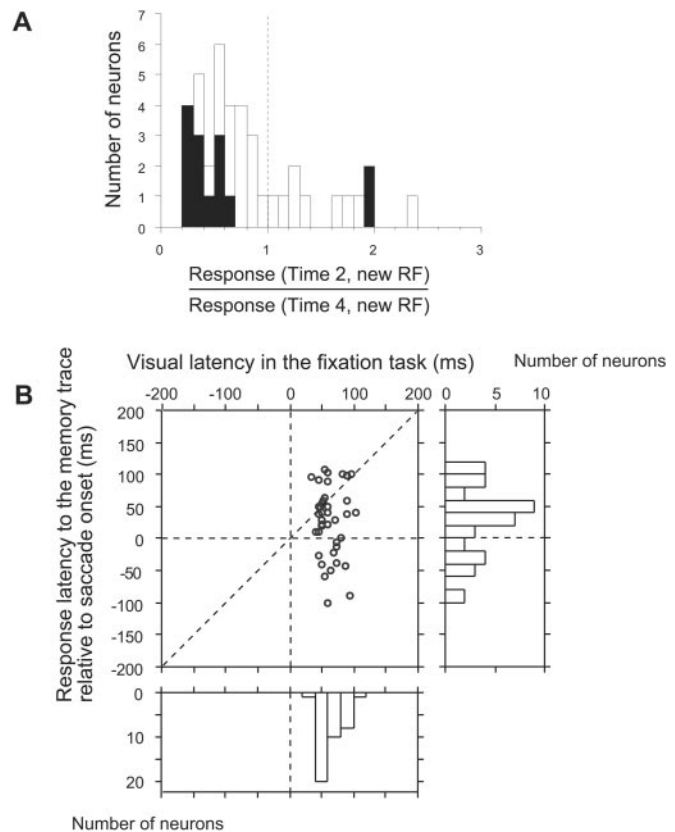 A
Number of neurons
7
6
5
4
3
2
1
0
0 1 2 3
Response (Time 2, new RF)
Response (Time 4, new RF)
B
Visual latency in the fixation task (ms)
Number of neurons
-200 -100 0 100 200
0 5 10
Response latency to the memory trace
relative to saccade onset (ms)
200
150
100
50
0
-50
-100
-150
-200
0
10
20
Number of neurons